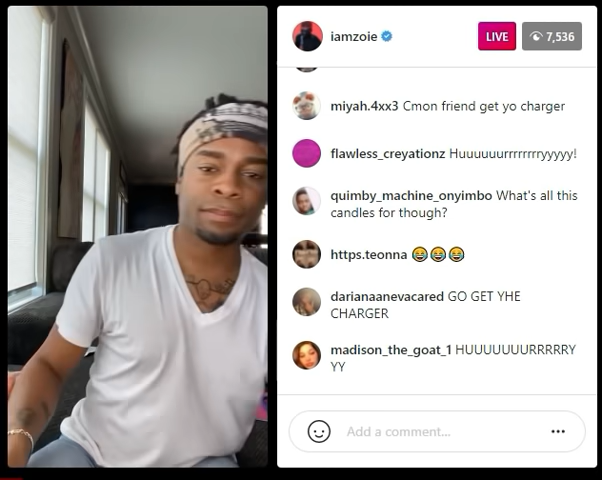 iamzoie LIVE 7,536
miyah.4xx3 Cmon friend get yo charger
flawless_creyationz Huuuuurrrrrrrryyyyy!
quimby_machine_onyimbo What's all this
candles for though?
https.teonna 😂😂😂
darianaanevacared GO GET YHE
CHARGER
madison_the_goat_1 HUUUUUUURRRRRY
YY
Add a comment...